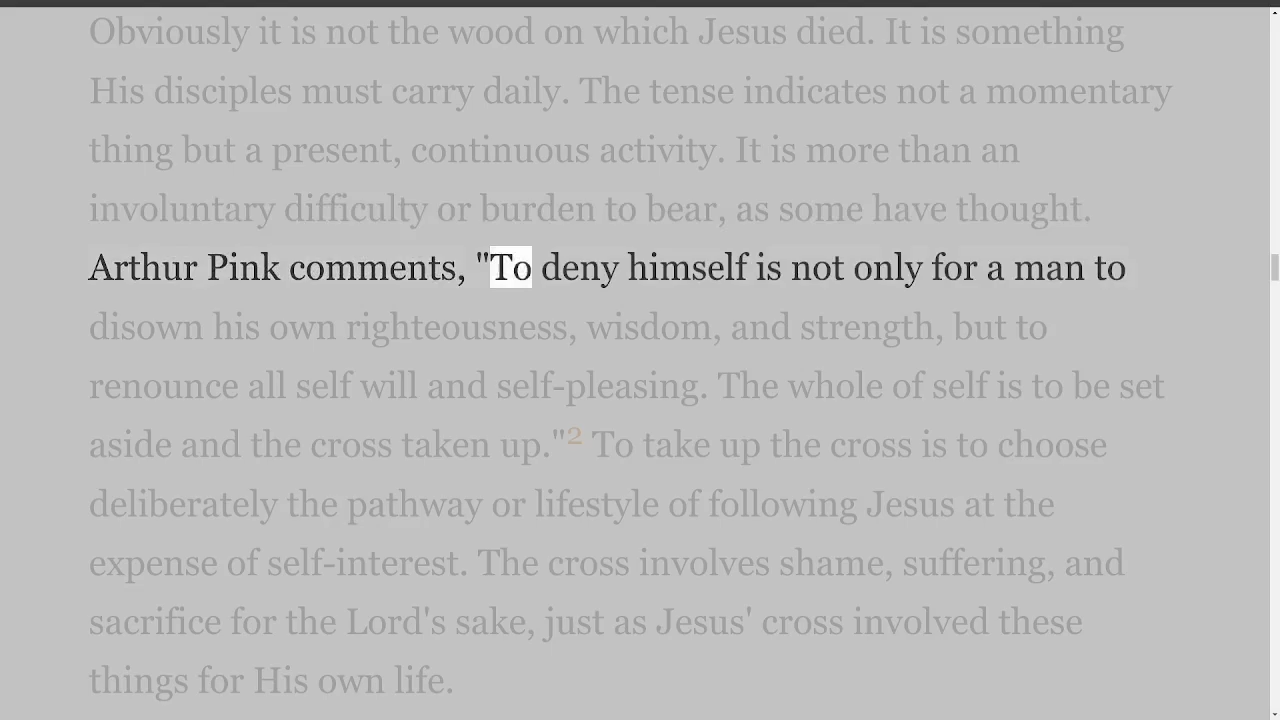 Obviously it is not the wood on which Jesus died. It is something
His disciples must carry daily. The tense indicates not a momentary
thing but a present, continuous activity. It is more than an
involuntary difficulty or burden to bear, as some have thought.
Arthur Pink comments, "To deny himself is not only for a man to
disown his own righteousness, wisdom, and strength, but to
renounce all self will and self-pleasing. The whole of self is to be set
aside and the cross taken up."2 To take up the cross is to choose
deliberately the pathway or lifestyle of following Jesus at the
expense of self-interest. The cross involves shame, suffering, and
sacrifice for the Lord's sake, just as Jesus' cross involved these
things for His own life.